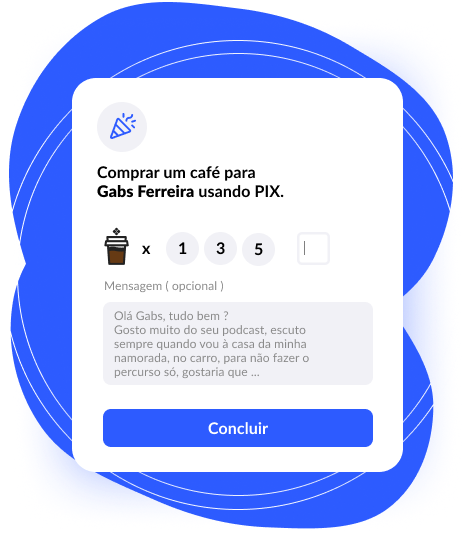 Comprar um café para
Gabs Ferreira usando PIX.
x 1 3 5
Mensagem ( opcional )
Olá Gabs, tudo bem ?
Gosto muito do seu podcast, escuto
sempre quando vou à casa da minha
namorada, no carro, para não fazer o
percurso só, gostaria que ...
Concluir